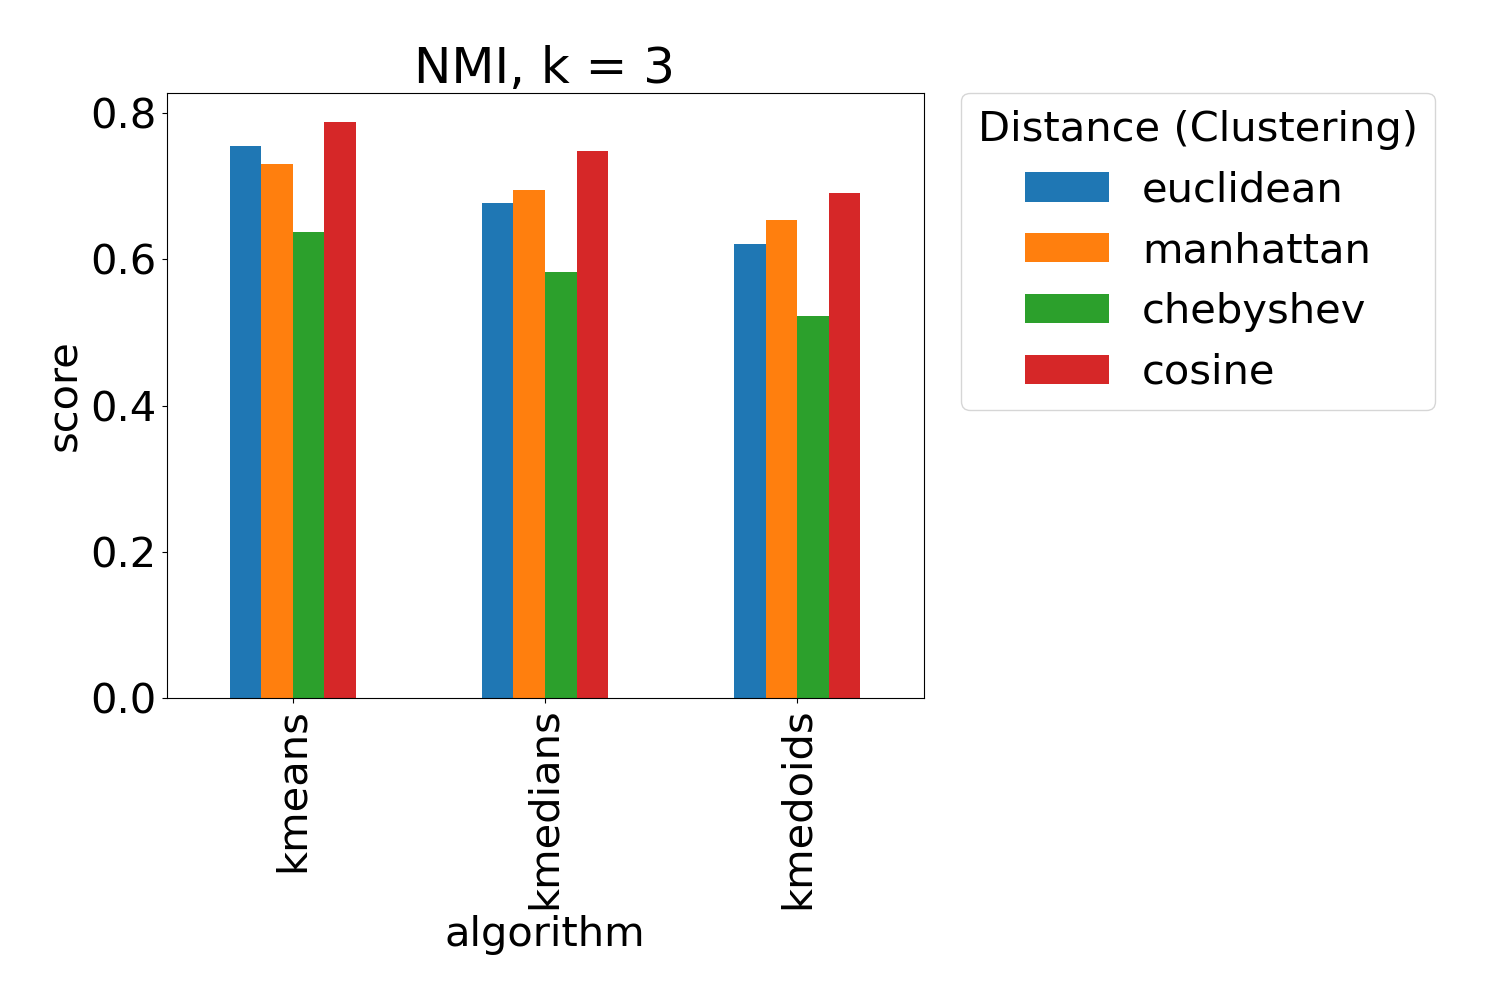 NMI, k = 3
score
0.8
0.6
0.4
0.2
0.0
kmeans
kmedians
kmedoids
algorithm
Distance (Clustering)
euclidean
manhattan
chebyshev
cosine